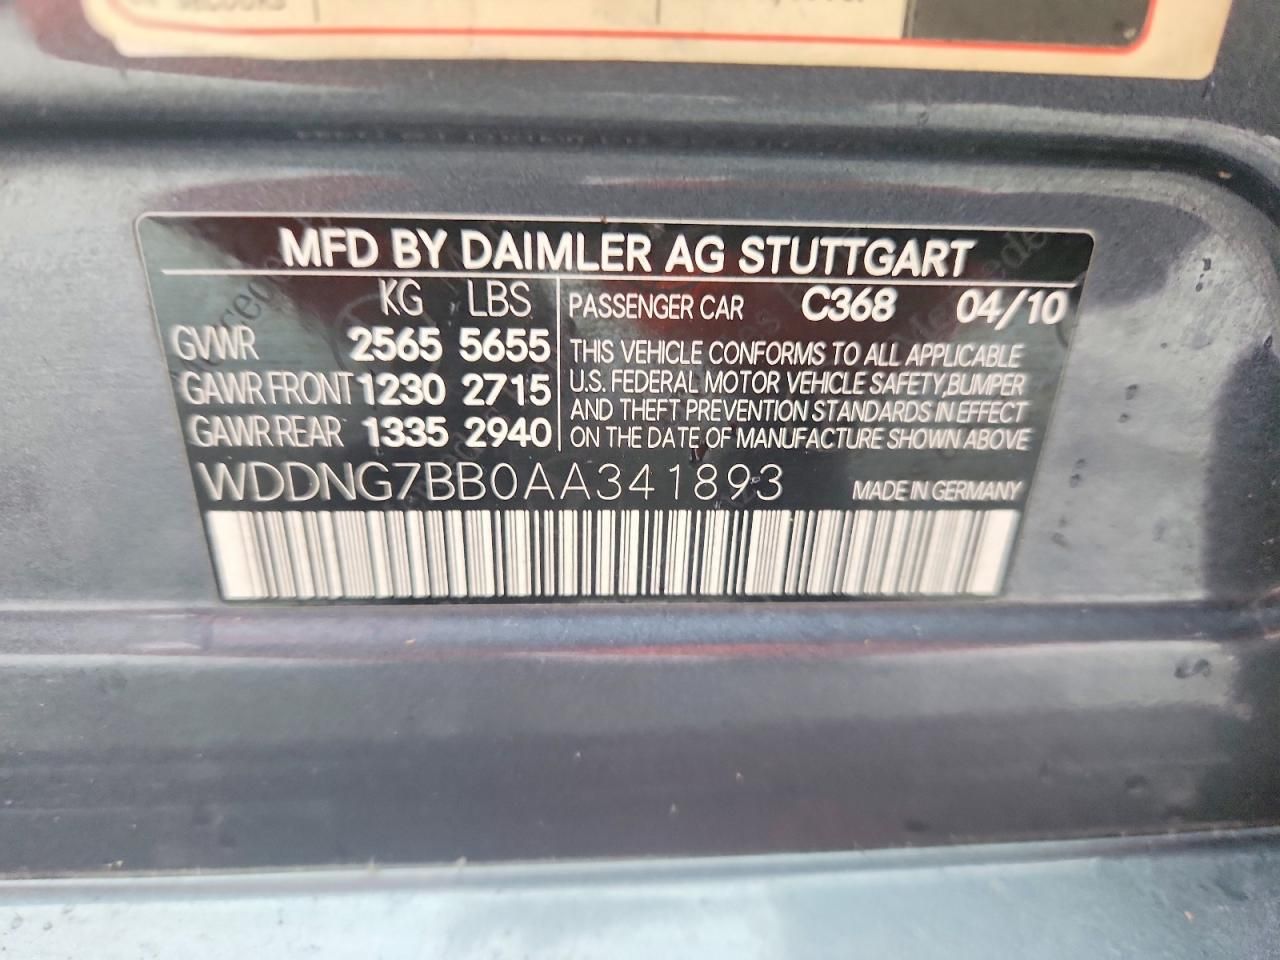 SECOURS
MFD BY DAIMLER AG STUTTGART
KG LBS
GVWR 2565 5655
GAWR FRONT 1230 2715
GAWR REAR 1335 2940
PASSENGER CAR C368 04/10
THIS VEHICLE CONFORMS TO ALL APPLICABLE
U.S. FEDERAL MOTOR VEHICLE SAFETY,BUMPER
AND THEFT PREVENTION STANDARDS IN EFFECT
ON THE DATE OF MANUFACTURE SHOWN ABOVE
WDDNG7BB0AA341893 MADE IN GERMANY